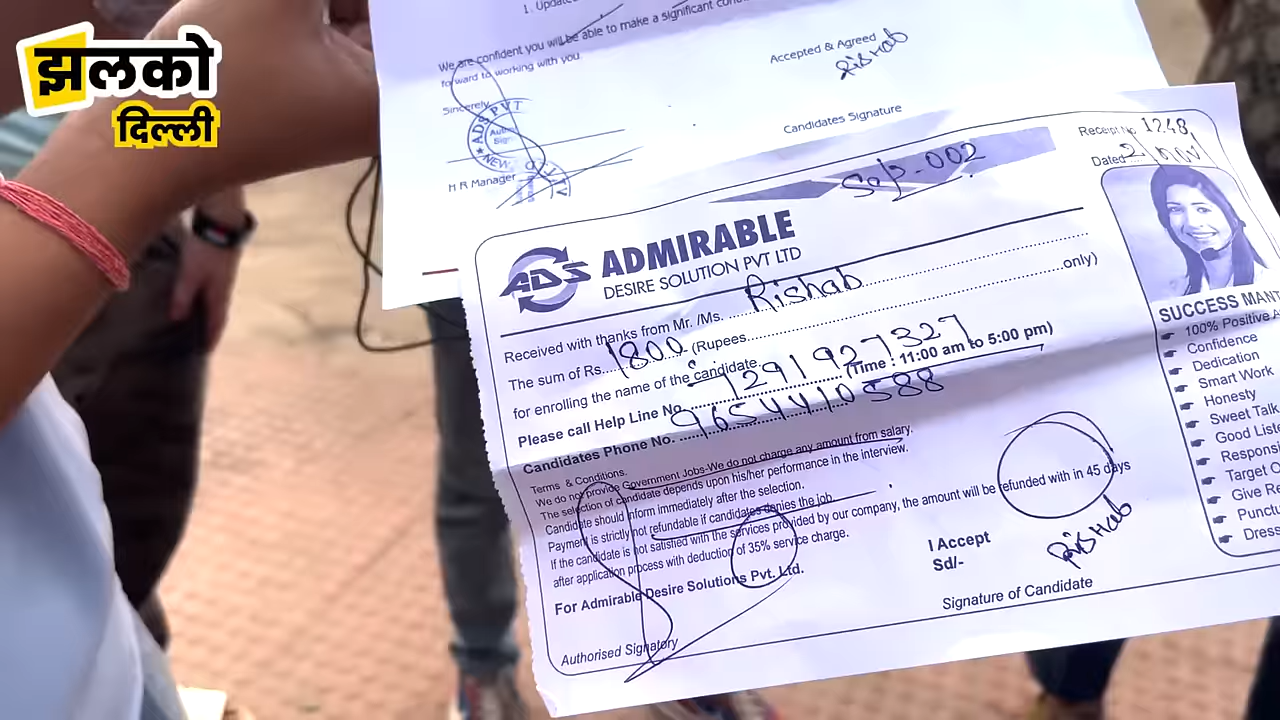 झलको
दिल्ली
1. Update
We are confident you will be able to make a significant
forward to working with you
Sincerely
ADS PVT
NEW
H R Manager
Accepted & Agreed
Rishab
Candidates Signature
Receipt No. 1248
Dated 2
Sep-002
ADS ADMIRABLE
DESIRE SOLUTION PVT LTD
Received with thanks from Mr. /Ms. Rishab
The sum of Rs. 1800 (Rupees only)
for enrolling the name of the candidate
Please call Help Line No. 9291927327 (Time : 11:00 am to 5:00 pm)
Candidates Phone No. 9654410588
Terms & Conditions.
We do not provide Government Jobs-We do not charge any amount from salary.
The selection of candidate depends upon his/her performance in the interview.
Candidate should inform immediately after the selection.
Payment is strictly not refundable if candidates denies the job
If the candidate is not satisfied with the services provided by our company, the amount will be refunded with in 45 days
after application process with deduction of 35% service charge.
For Admirable Desire Solutions Pvt. Ltd.
Authorised Signatory
I Accept
Sd/-
Rishab
Signature of Candidate
SUCCESS MANT
100% Positive A
Confidence
Dedication
Smart Work
Honesty
Sweet Talk
Good Liste
Respons
Target O
Give Re
Punctu
Dress